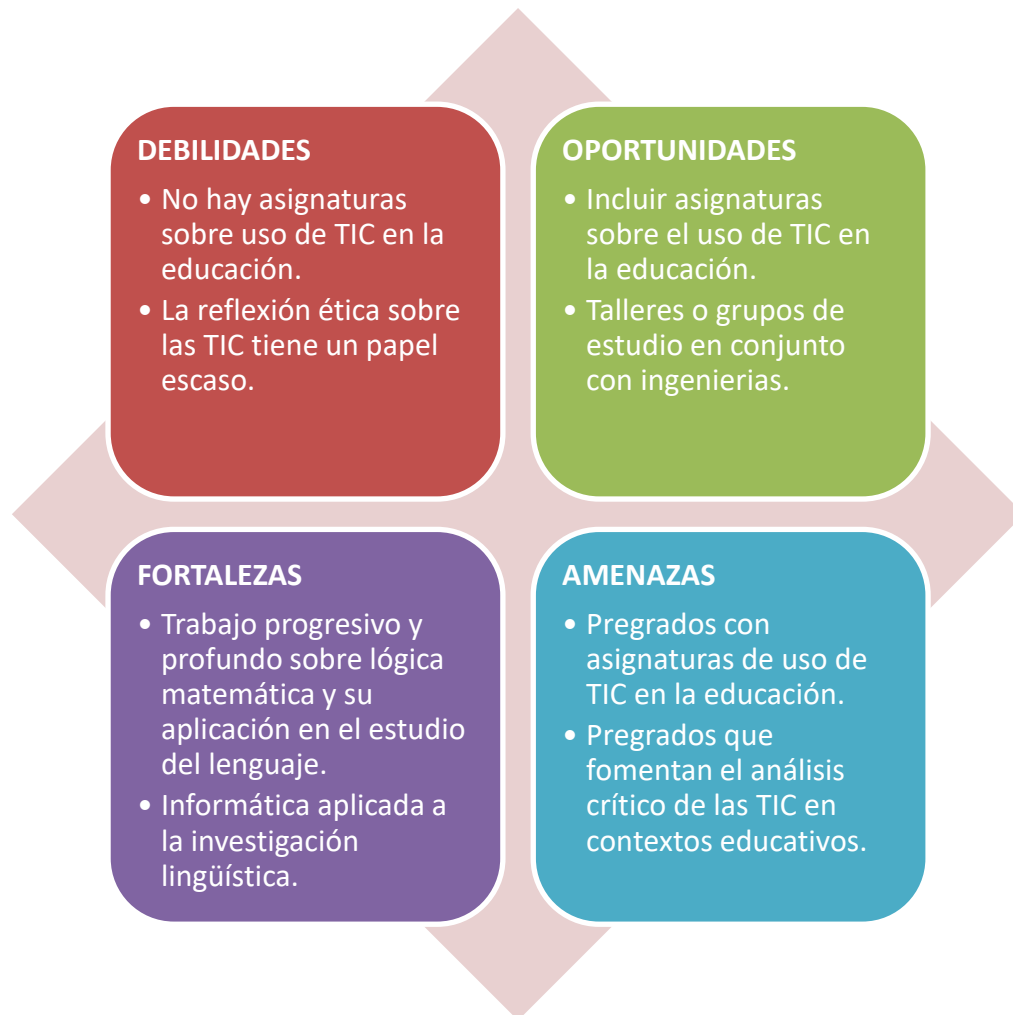 DEBILIDADES
• No hay asignaturas
sobre uso de TIC en la
educación.
• La reflexión ética sobre
las TIC tiene un papel
escaso.
OPORTUNIDADES
• Incluir asignaturas
sobre el uso de TIC en
la educación.
• Talleres o grupos de
estudio en conjunto
con ingenierias.
FORTALEZAS
• Trabajo progresivo y
profundo sobre lógica
matemática y su
aplicación en el estudio
del lenguaje.
• Informática aplicada a
la investigación
lingüística.
AMENAZAS
• Pregrados con
asignaturas de uso de
TIC en la educación.
• Pregrados que
fomentan el análisis
crítico de las TIC en
contextos educativos.